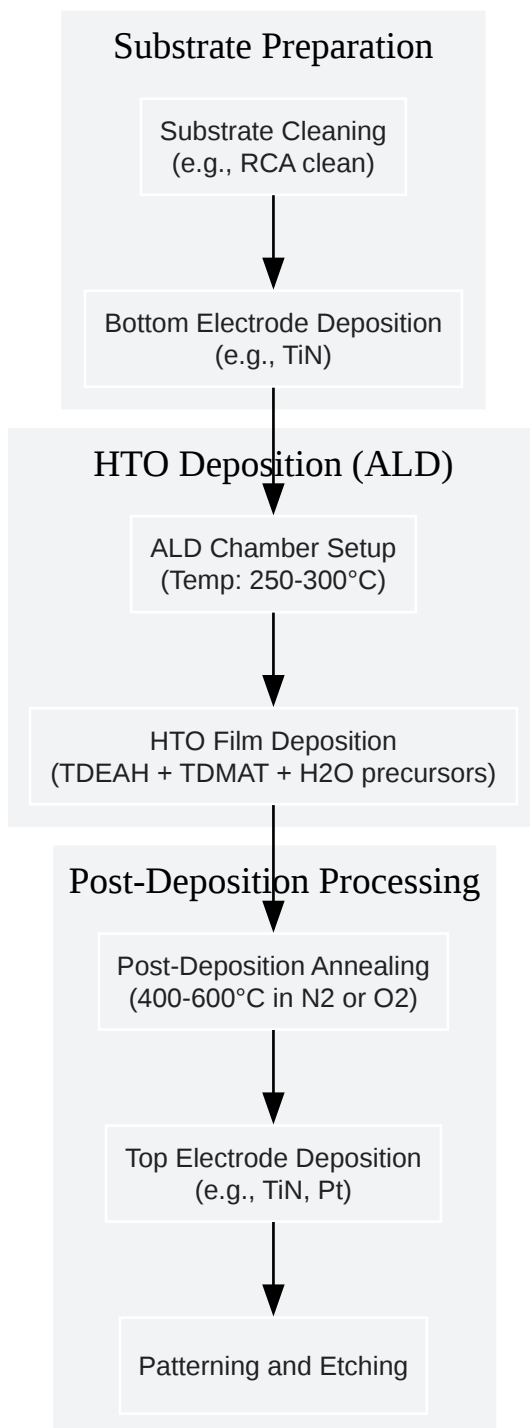 Substrate Preparation
Substrate Cleaning
(e.g., RCA clean)
Bottom Electrode Deposition
(e.g., TiN)
HTO Deposition (ALD)
ALD Chamber Setup
(Temp: 250-300°C)
HTO Film Deposition
(TDEAH + TDMAT + H2O precursors)
Post-Deposition Processing
Post-Deposition Annealing
(400-600°C in N2 or O2)
Top Electrode Deposition
(e.g., TiN, Pt)
Patterning and Etching